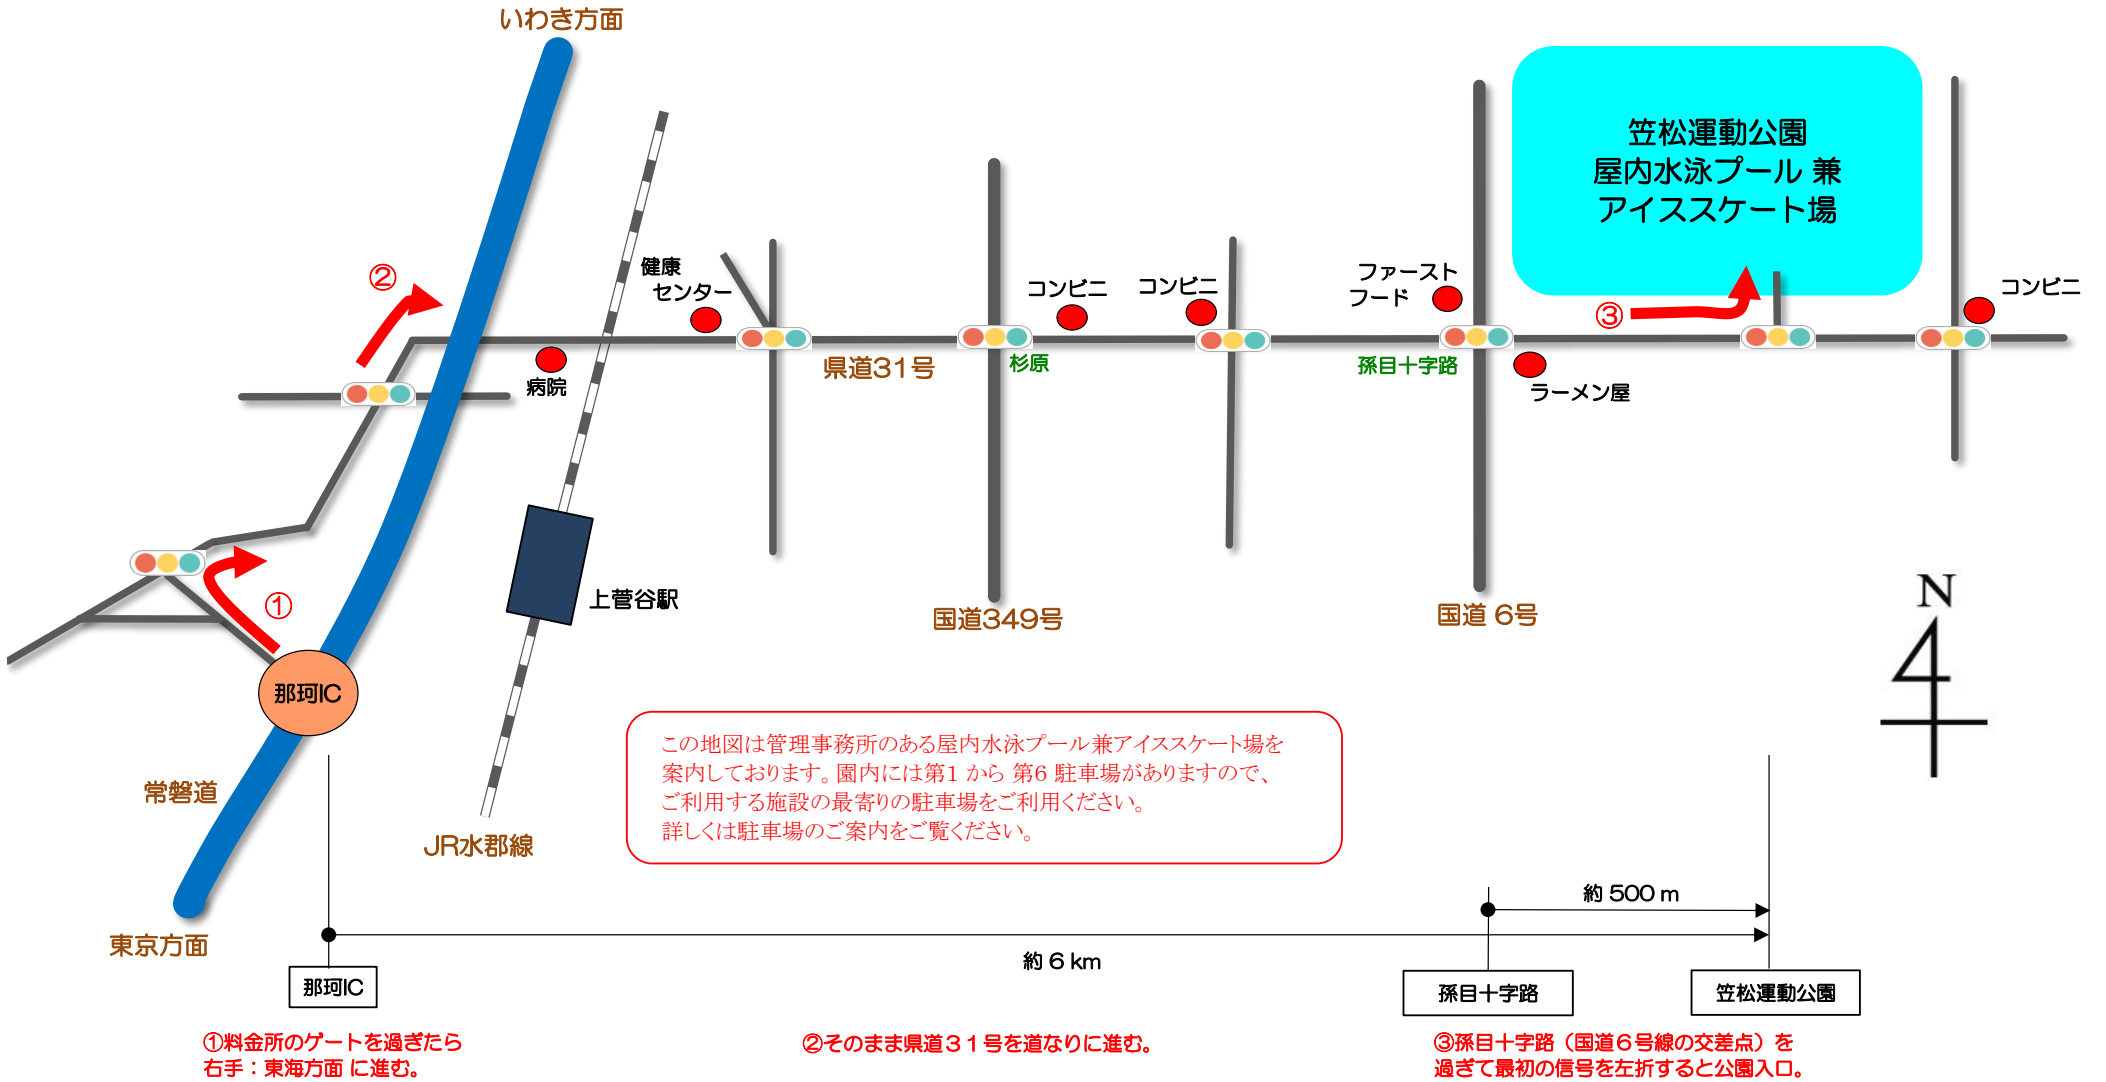 いわき方面
笠松運動公園
屋内水泳プール 兼
アイススケート場
②
健康
センター
コンビニ
コンビニ
ファースト
フード
③
コンビニ
県道31号
杉原
孫目十字路
病院
ラーメン屋
①
上菅谷駅
国道349号
国道 6号
N
那珂IC
この地図は管理事務所のある屋内水泳プール兼アイススケート場を
案内しております。園内には第1 から 第6 駐車場がありますので、
ご利用する施設の最寄りの駐車場をご利用ください。
詳しくは駐車場のご案内をご覧ください。
常磐道
JR水郡線
東京方面
約 500 m
約 6 km
那珂IC
孫目十字路
笠松運動公園
①料金所のゲートを過ぎたら
右手：東海方面 に進む。
②そのまま県道３１号を道なりに進む。
③孫目十字路（国道６号線の交差点）を
過ぎて最初の信号を左折すると公園入口。